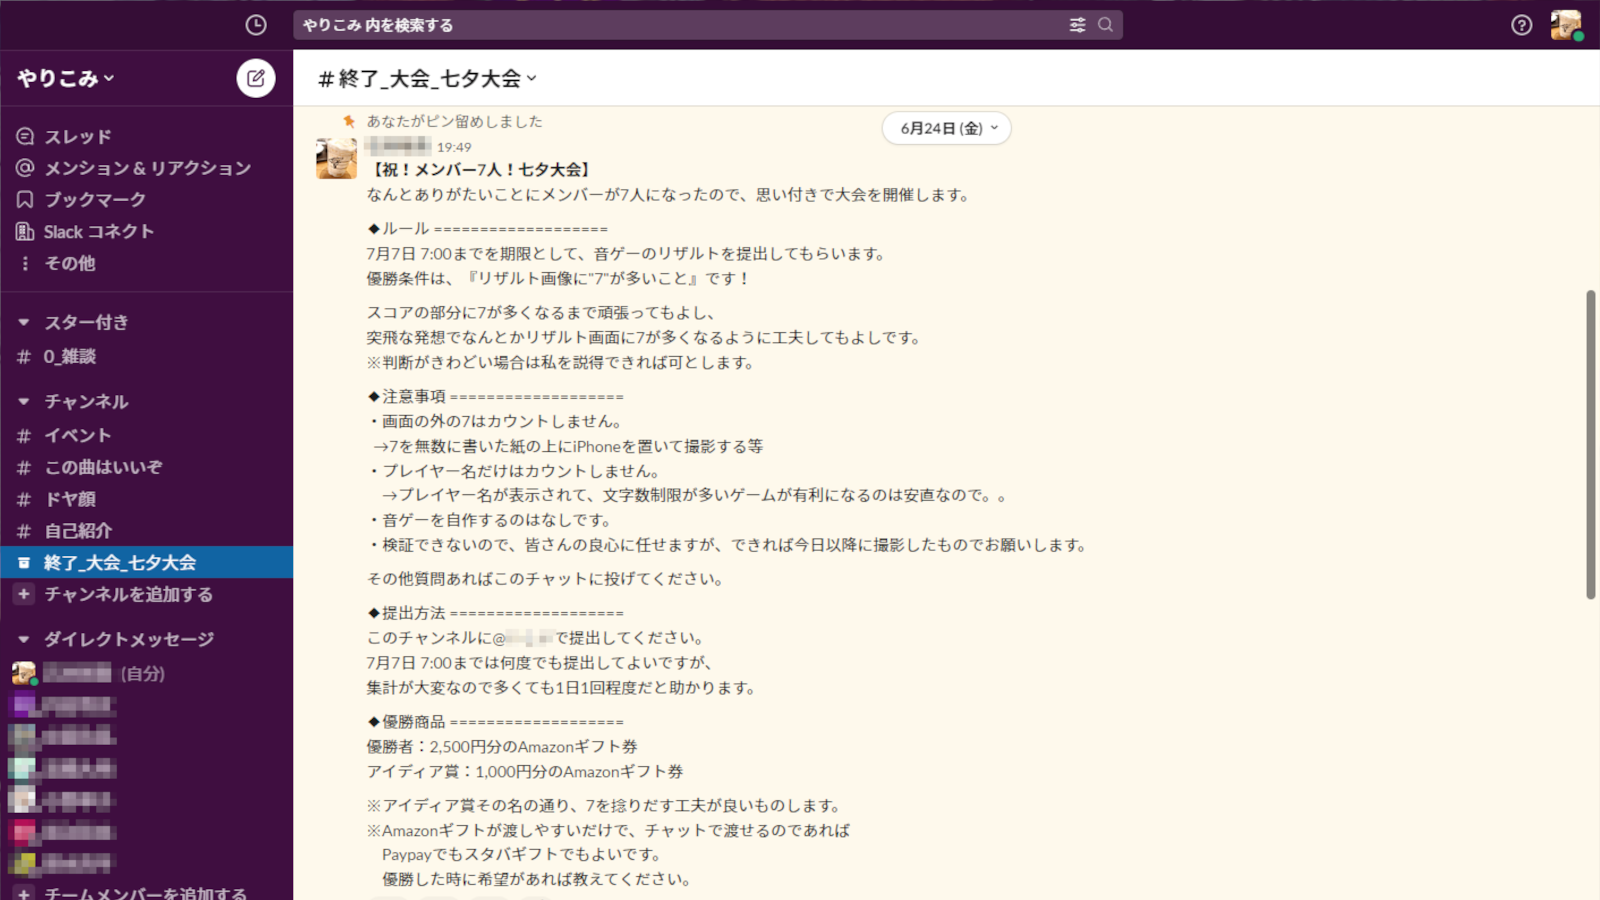 やりこみ 内を検索する
やりこみ
スレッド
メンション & リアクション
ブックマーク
Slack コネクト
その他
スター付き
# 0_雑談
チャンネル
# イベント
# この曲はいいぞ
# ドヤ顔
# 自己紹介
終了_大会_七夕大会
+ チャンネルを追加する
ダイレクトメッセージ
(自分)
+ チームメンバーを追加する
# 終了_大会_七夕大会
あなたがピン留めしました
6月24日 (金)
19:49
【祝！メンバー7人！七夕大会】
なんとありがたいことにメンバーが7人になったので、思い付きで大会を開催します。
◆ルール ===================
7月7日 7:00までを期限として、音ゲーのリザルトを提出してもらいます。
優勝条件は、『リザルト画像に"7"が多いこと』です！
スコアの部分に7が多くなるまで頑張ってもよし、
突飛な発想でなんとかリザルト画面に7が多くなるように工夫してもよしです。
※判断がきわどい場合は私を説得できれば可とします。
◆注意事項 ===================
・画面の外の7はカウントしません。
→7を無数に書いた紙の上にiPhoneを置いて撮影する等
・プレイヤー名だけはカウントしません。
→プレイヤー名が表示されて、文字数制限が多いゲームが有利になるのは安直なので。。
・音ゲーを自作するのはなしです。
・検証できないので、皆さんの良心に任せますが、できれば今日以降に撮影したものでお願いします。
その他質問あればこのチャットに投げてください。
◆提出方法 ===================
このチャンネルに@で提出してください。
7月7日 7:00までは何度でも提出してよいですが、
集計が大変なので多くても1日1回程度だと助かります。
◆優勝商品 ===================
優勝者：2,500円分のAmazonギフト券
アイディア賞：1,000円分のAmazonギフト券
※アイディア賞その名の通り、7を捻りだす工夫が良いものします。
※Amazonギフトが渡しやすいだけで、チャットで渡せるのであれば
Paypayでもスタバギフトでもよいです。
優勝した時に希望があれば教えてください。